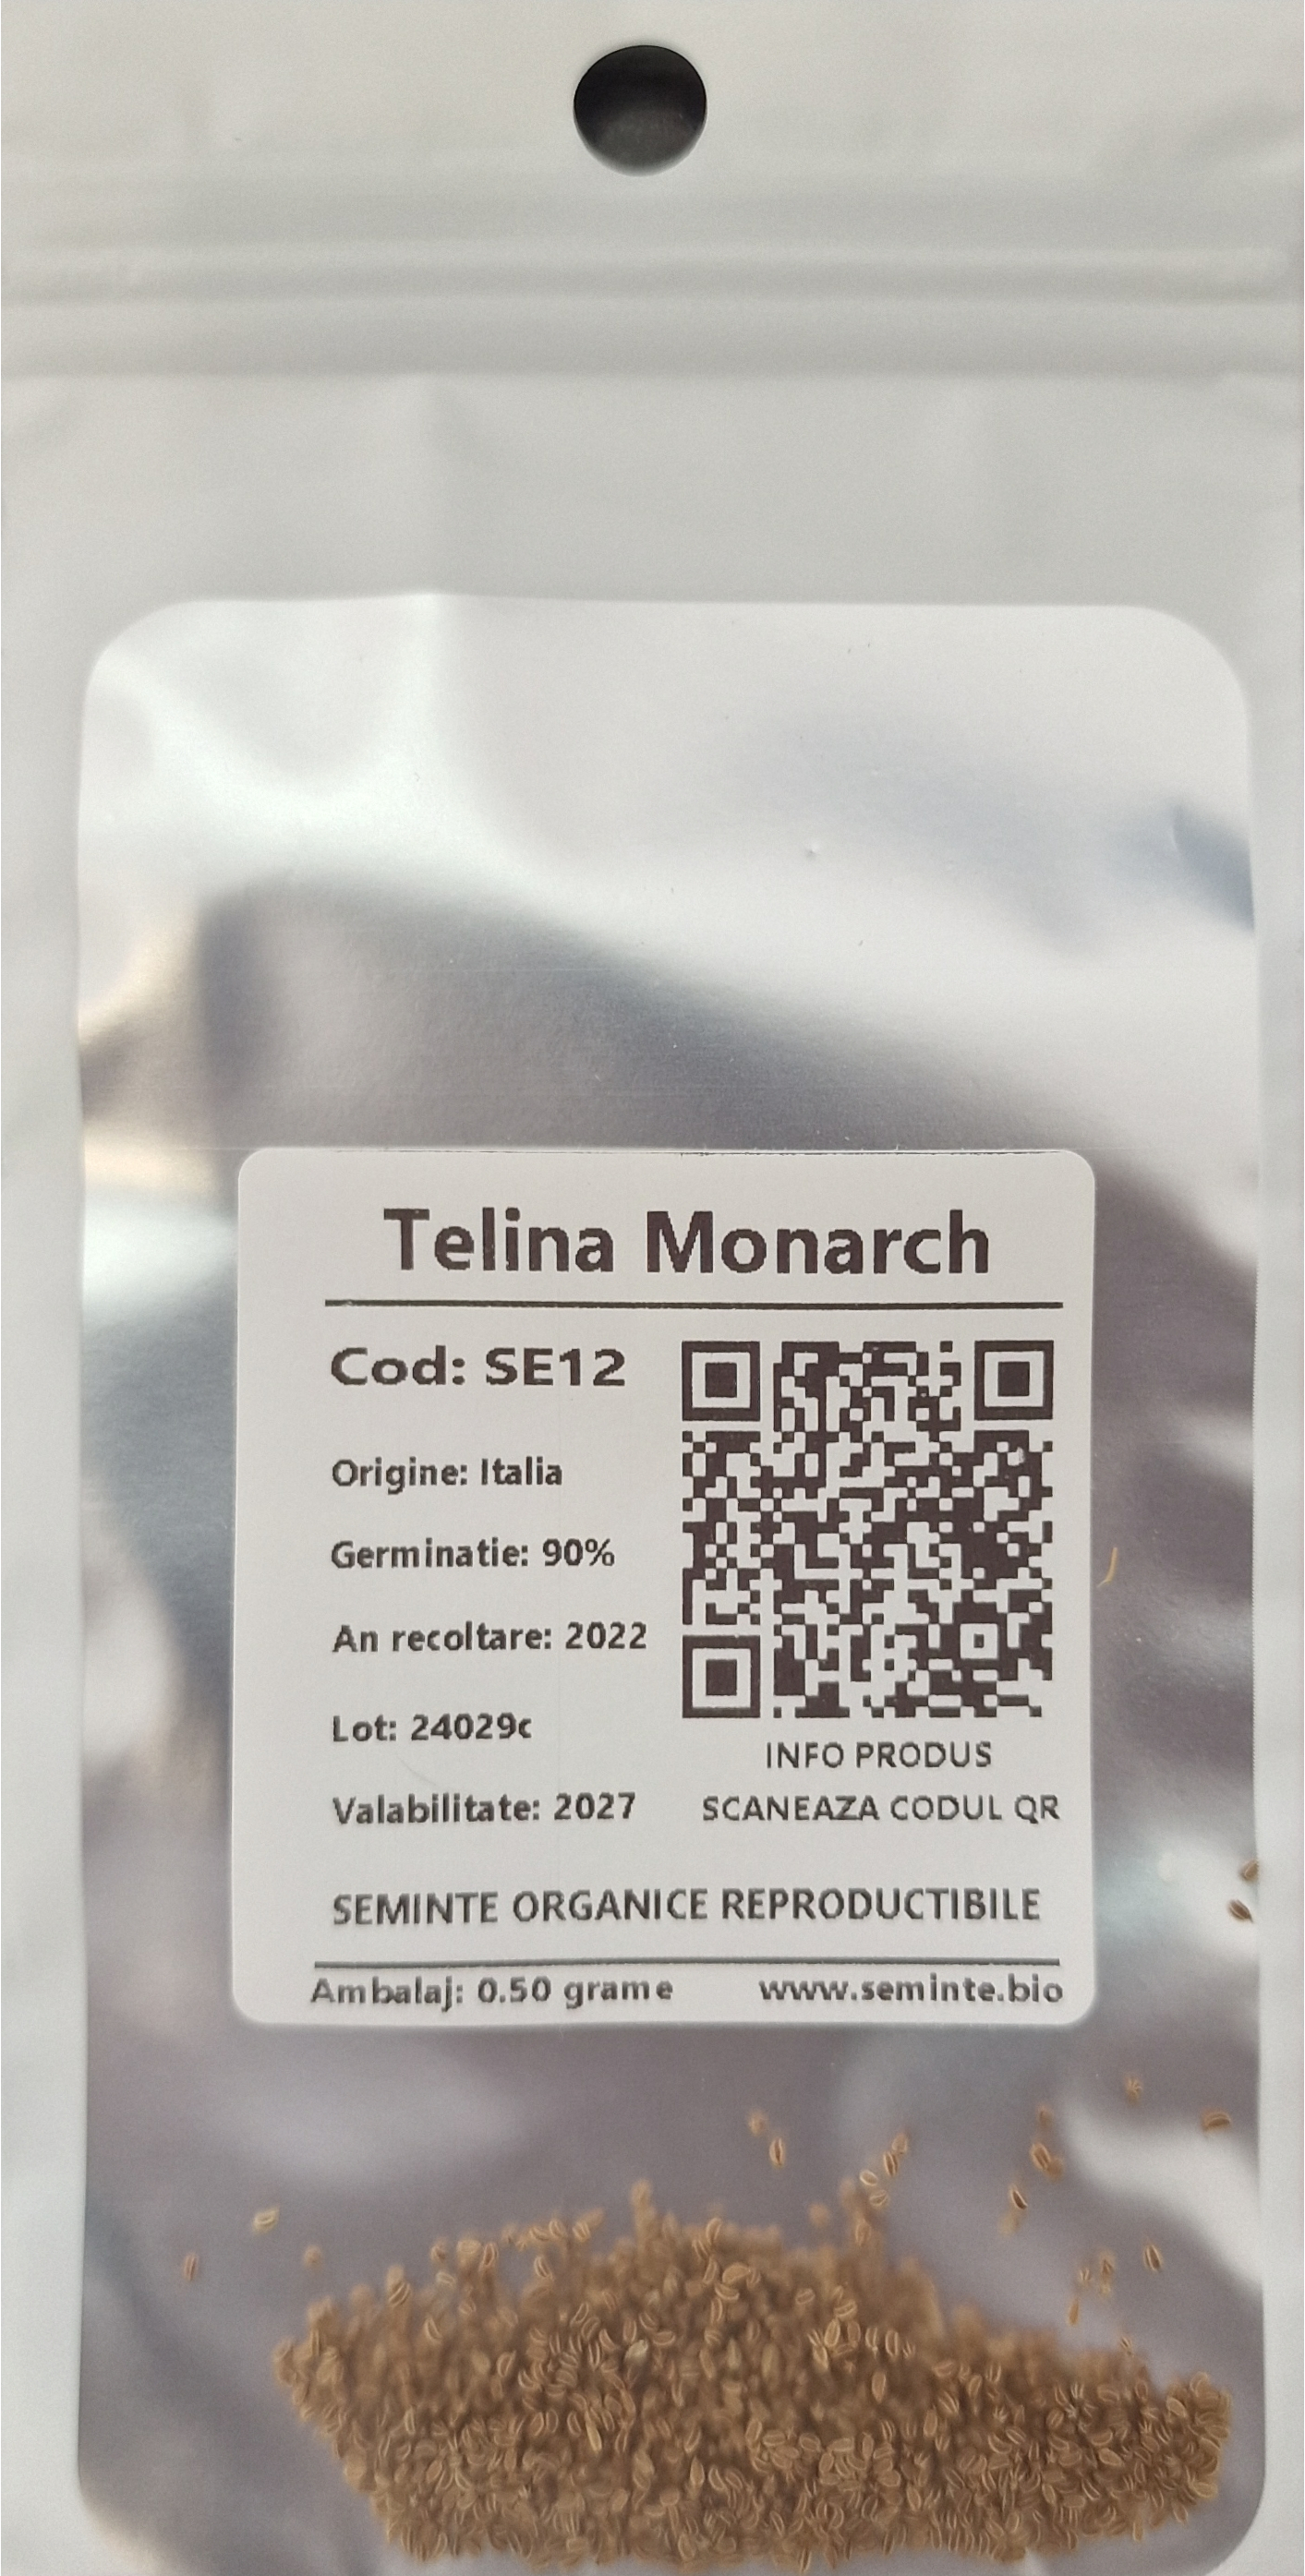 Telina Monarch
Cod: SE12
Origine: Italia
Germinatie: 90%
An recoltare: 2022
Lot: 24029c
Valabilitate: 2027
INFO PRODUS
SCANEAZA CODUL QR
SEMINTE ORGANICE REPRODUCTIBILE
Ambalaj: 0.50 grame www.seminte.bio